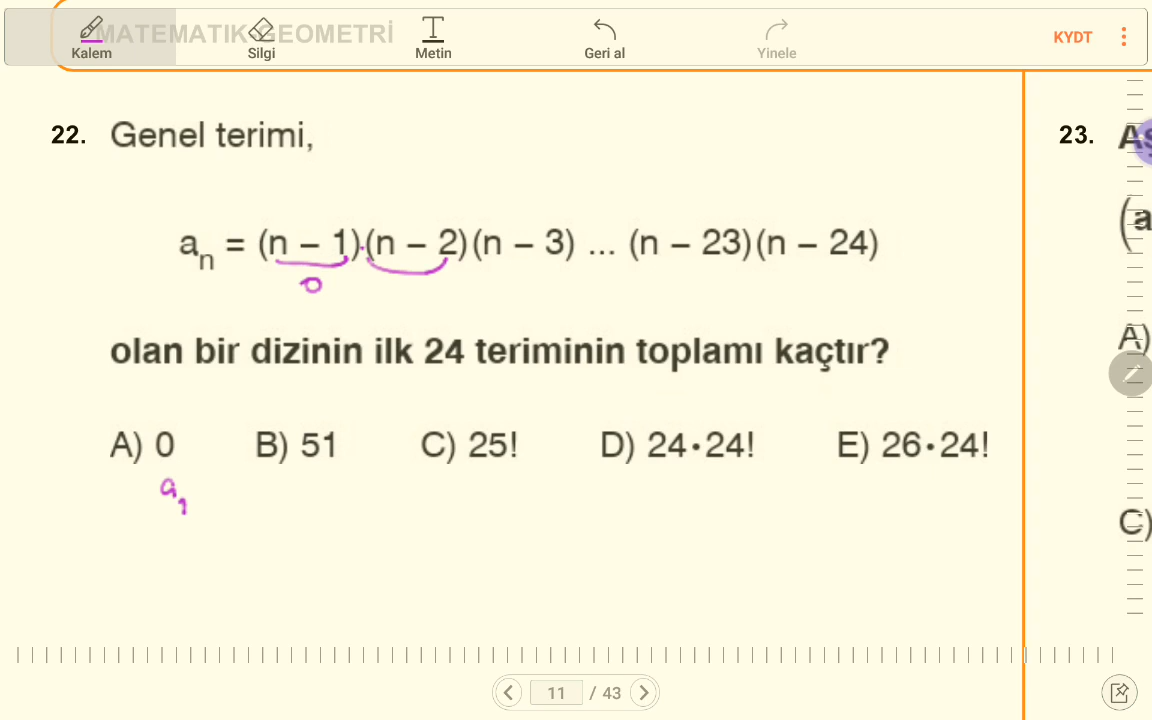 MATEMATİK GEOMETRİ
Kalem
Silgi
Metin
Geri al
Yinele
KYDT
22. Genel terimi,
aₙ = (n – 1)·(n – 2)(n – 3) ... (n – 23)(n – 24)
0
olan bir dizinin ilk 24 teriminin toplamı kaçtır?
A) 0 B) 51 C) 25! D) 24·24! E) 26·24!
a₁
23.
(a
A)
C)
11 / 43